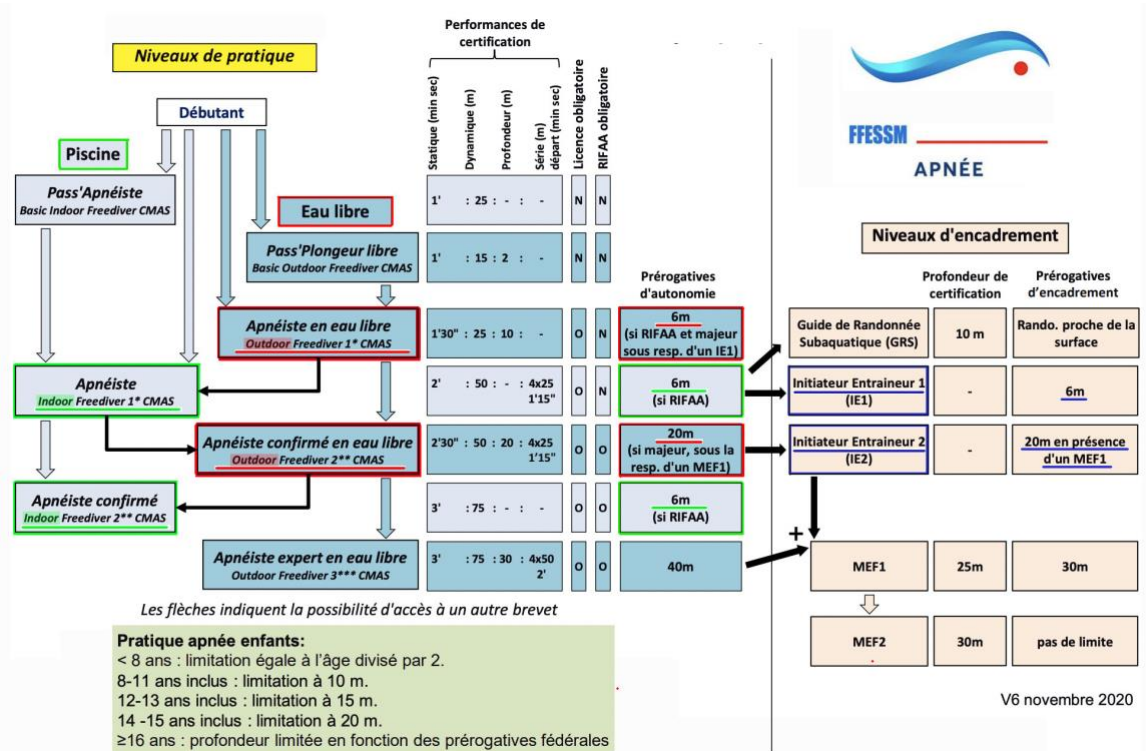 Niveaux de pratique
Performances de
certification
Statique (min sec)
Dynamique (m)
Profondeur (m)
Série (m)
départ (min sec)
Licence obligatoire
RIFAA obligatoire
FFESSM
APNÉE
Débutant
Piscine
Pass'Apnéiste
Basic Indoor Freediver CMAS
1' : 25 : - : - N N
Eau libre
Pass'Plongeur libre
Basic Outdoor Freediver CMAS
1' : 15 : 2 : - N N
Prérogatives
d'autonomie
Apnéiste en eau libre
Outdoor Freediver 1* CMAS
1'30" : 25 : 10 : - O N
6m
(si RIFAA et majeur
sous resp. d'un IE1)
Apnéiste
Indoor Freediver 1* CMAS
2' : 50 : - : 4x25
1'15"
O N
6m
(si RIFAA)
Apnéiste confirmé en eau libre
Outdoor Freediver 2** CMAS
2'30" : 50 : 20 : 4x25
1'15"
O O
20m
(si majeur, sous la
resp. d'un MEF1)
Apnéiste confirmé
Indoor Freediver 2** CMAS
3' : 75 : - : - O O
6m
(si RIFAA)
Apnéiste expert en eau libre
Outdoor Freediver 3*** CMAS
3' : 75 : 30 : 4x50
2'
O O
40m
Niveaux d'encadrement
Profondeur de
certification
Prérogatives
d'encadrement
Guide de Randonnée
Subaquatique (GRS)
10 m
Rando. proche de la
surface
Initiateur Entraineur 1
(IE1)
-
6m
Initiateur Entraineur 2
(IE2)
-
20m en présence
d'un MEF1
+
MEF1
25m
30m
MEF2
30m
pas de limite
Les flèches indiquent la possibilité d'accès à un autre brevet
Pratique apnée enfants:
< 8 ans : limitation égale à l'âge divisé par 2.
8-11 ans inclus : limitation à 10 m.
12-13 ans inclus : limitation à 15 m.
14 -15 ans inclus : limitation à 20 m.
≥16 ans : profondeur limitée en fonction des prérogatives fédérales
V6 novembre 2020